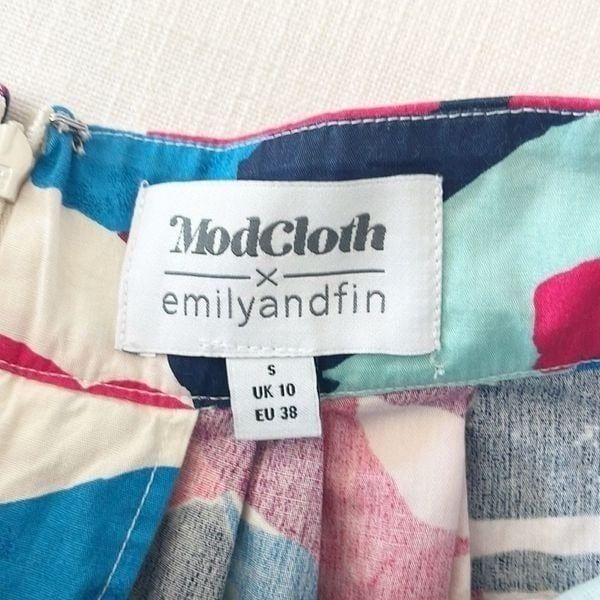 ModCloth
×
emilyandfin
S
UK 10
EU 38